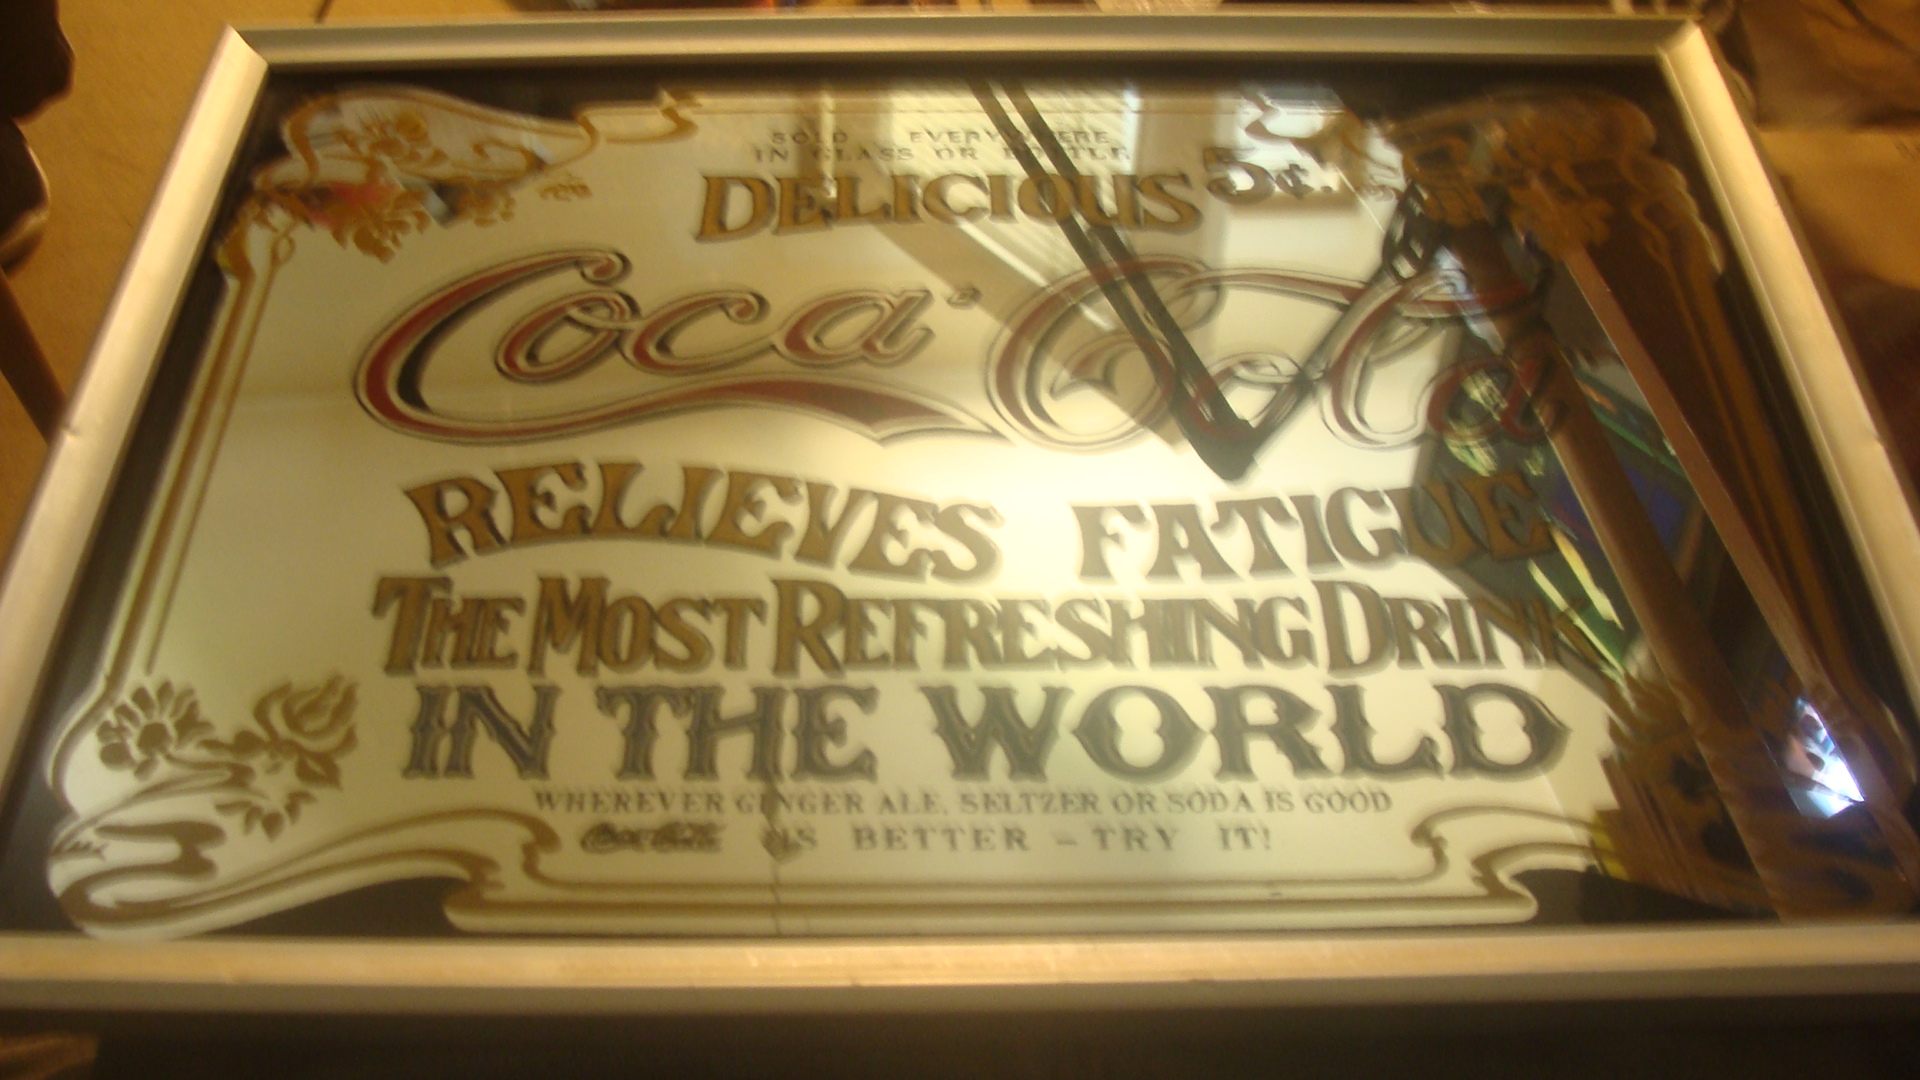 SOLD EVERYWHERE
IN GLASS OR BOTTLE
DELICIOUS 5¢.
Coca-Cola
RELIEVES FATIGUE
THE MOST REFRESHING DRINK
IN THE WORLD
WHEREVER GINGER ALE, SELTZER OR SODA IS GOOD
Coca-Cola IS BETTER - TRY IT!